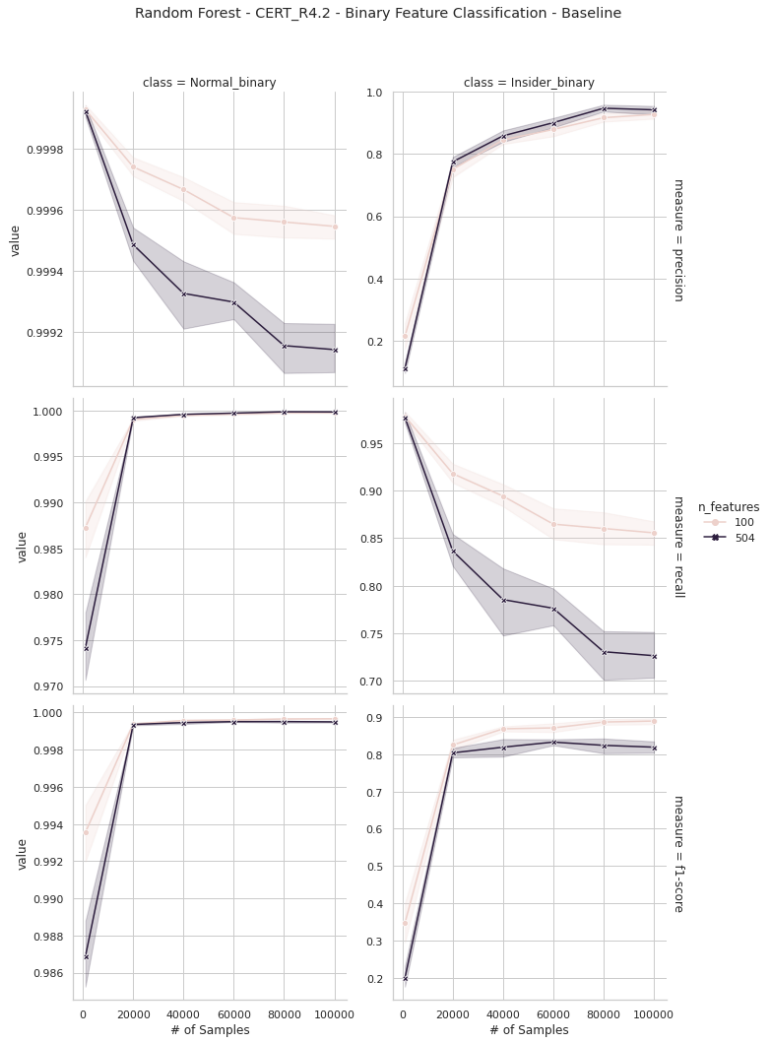 Random Forest - CERT_R4.2 - Binary Feature Classification - Baseline
class = Normal_binary
class = Insider_binary
0.9998
0.9996
0.9994
0.9992
value
1.0
0.8
0.6
0.4
0.2
measure = precision
1.000
0.995
0.990
0.985
0.980
0.975
0.970
value
0.95
0.90
0.85
0.80
0.75
0.70
measure = recall
n_features
100
504
1.000
0.998
0.996
0.994
0.992
0.990
0.988
0.986
value
0.9
0.8
0.7
0.6
0.5
0.4
0.3
0.2
measure = f1-score
0 20000 40000 60000 80000 100000
# of Samples
0 20000 40000 60000 80000 100000
# of Samples